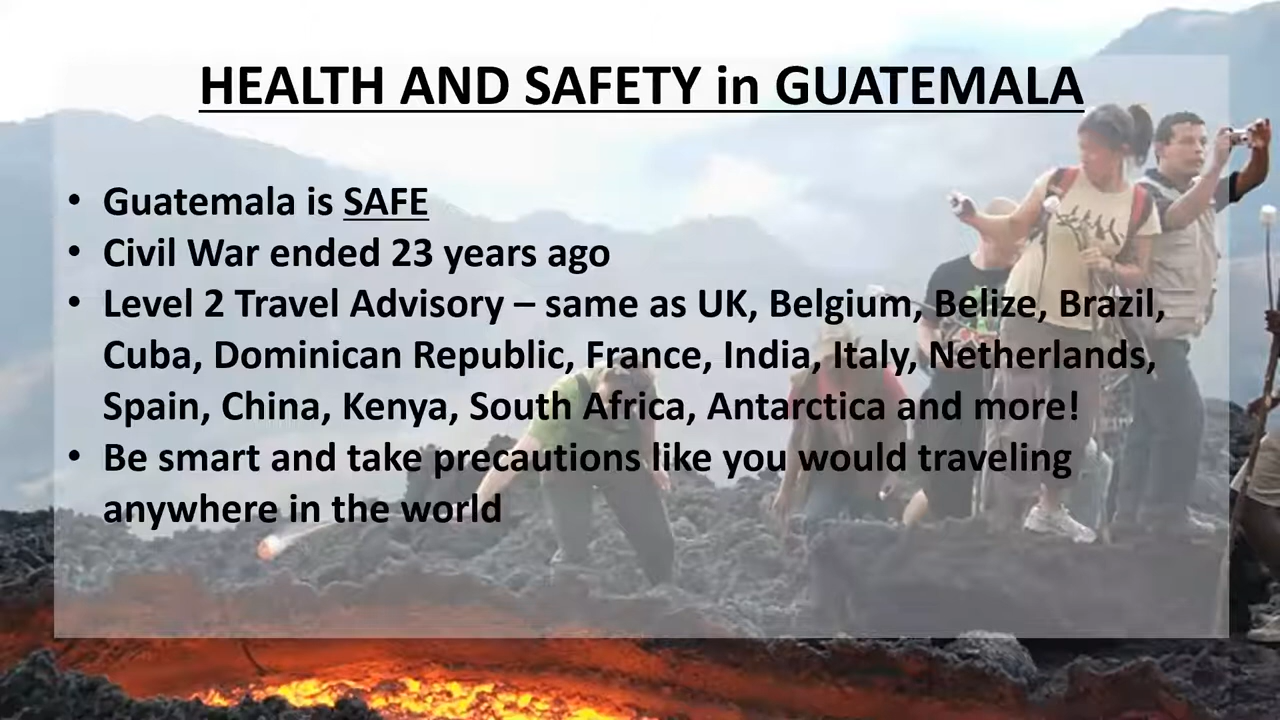 HEALTH AND SAFETY in GUATEMALA
• Guatemala is SAFE
• Civil War ended 23 years ago
• Level 2 Travel Advisory – same as UK, Belgium, Belize, Brazil,
Cuba, Dominican Republic, France, India, Italy, Netherlands,
Spain, China, Kenya, South Africa, Antarctica and more!
• Be smart and take precautions like you would traveling
anywhere in the world